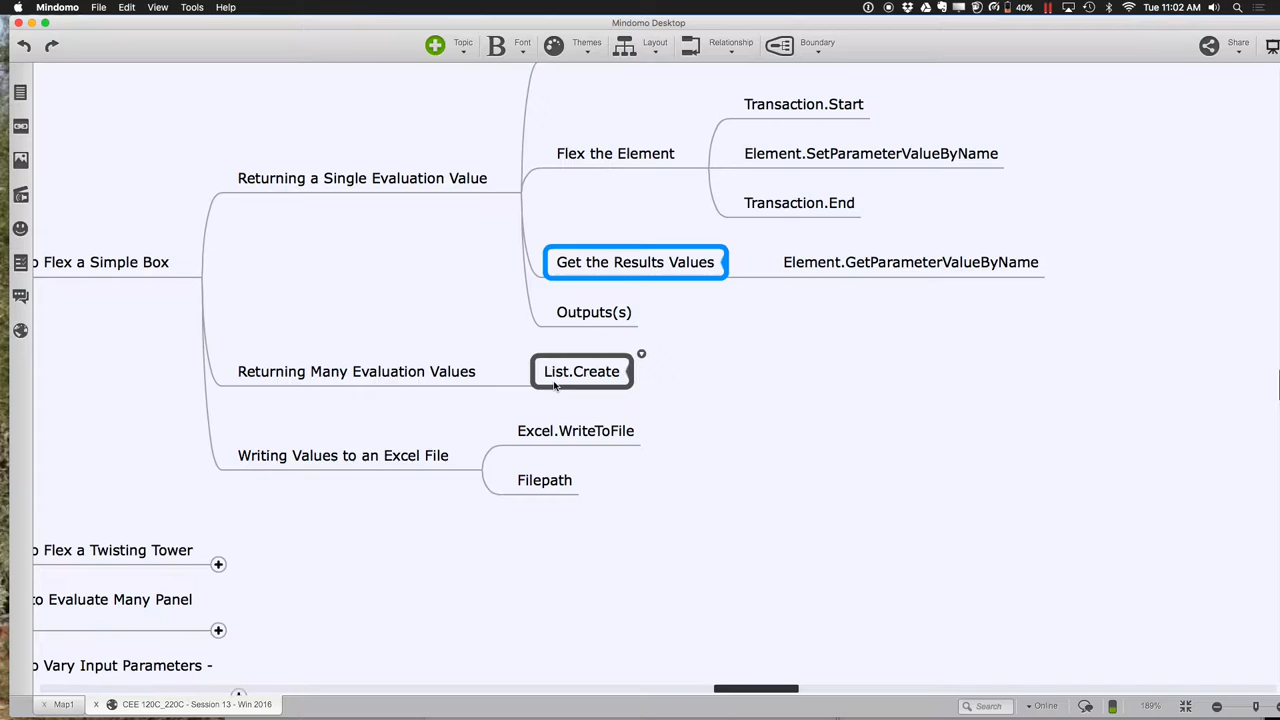 Mindomo File Edit View Tools Help 40% Tue 11:02 AM
Mindomo Desktop
Topic Font Themes Layout Relationship Boundary Share
Transaction.Start
Flex the Element
Element.SetParameterValueByName
Returning a Single Evaluation Value
Transaction.End
o Flex a Simple Box
Get the Results Values
Element.GetParameterValueByName
Outputs(s)
Returning Many Evaluation Values
List.Create
Excel.WriteToFile
Writing Values to an Excel File
Filepath
o Flex a Twisting Tower
to Evaluate Many Panel
o Vary Input Parameters -
Map1 CEE 120C_220C - Session 13 - Win 2016 Search Online 189%